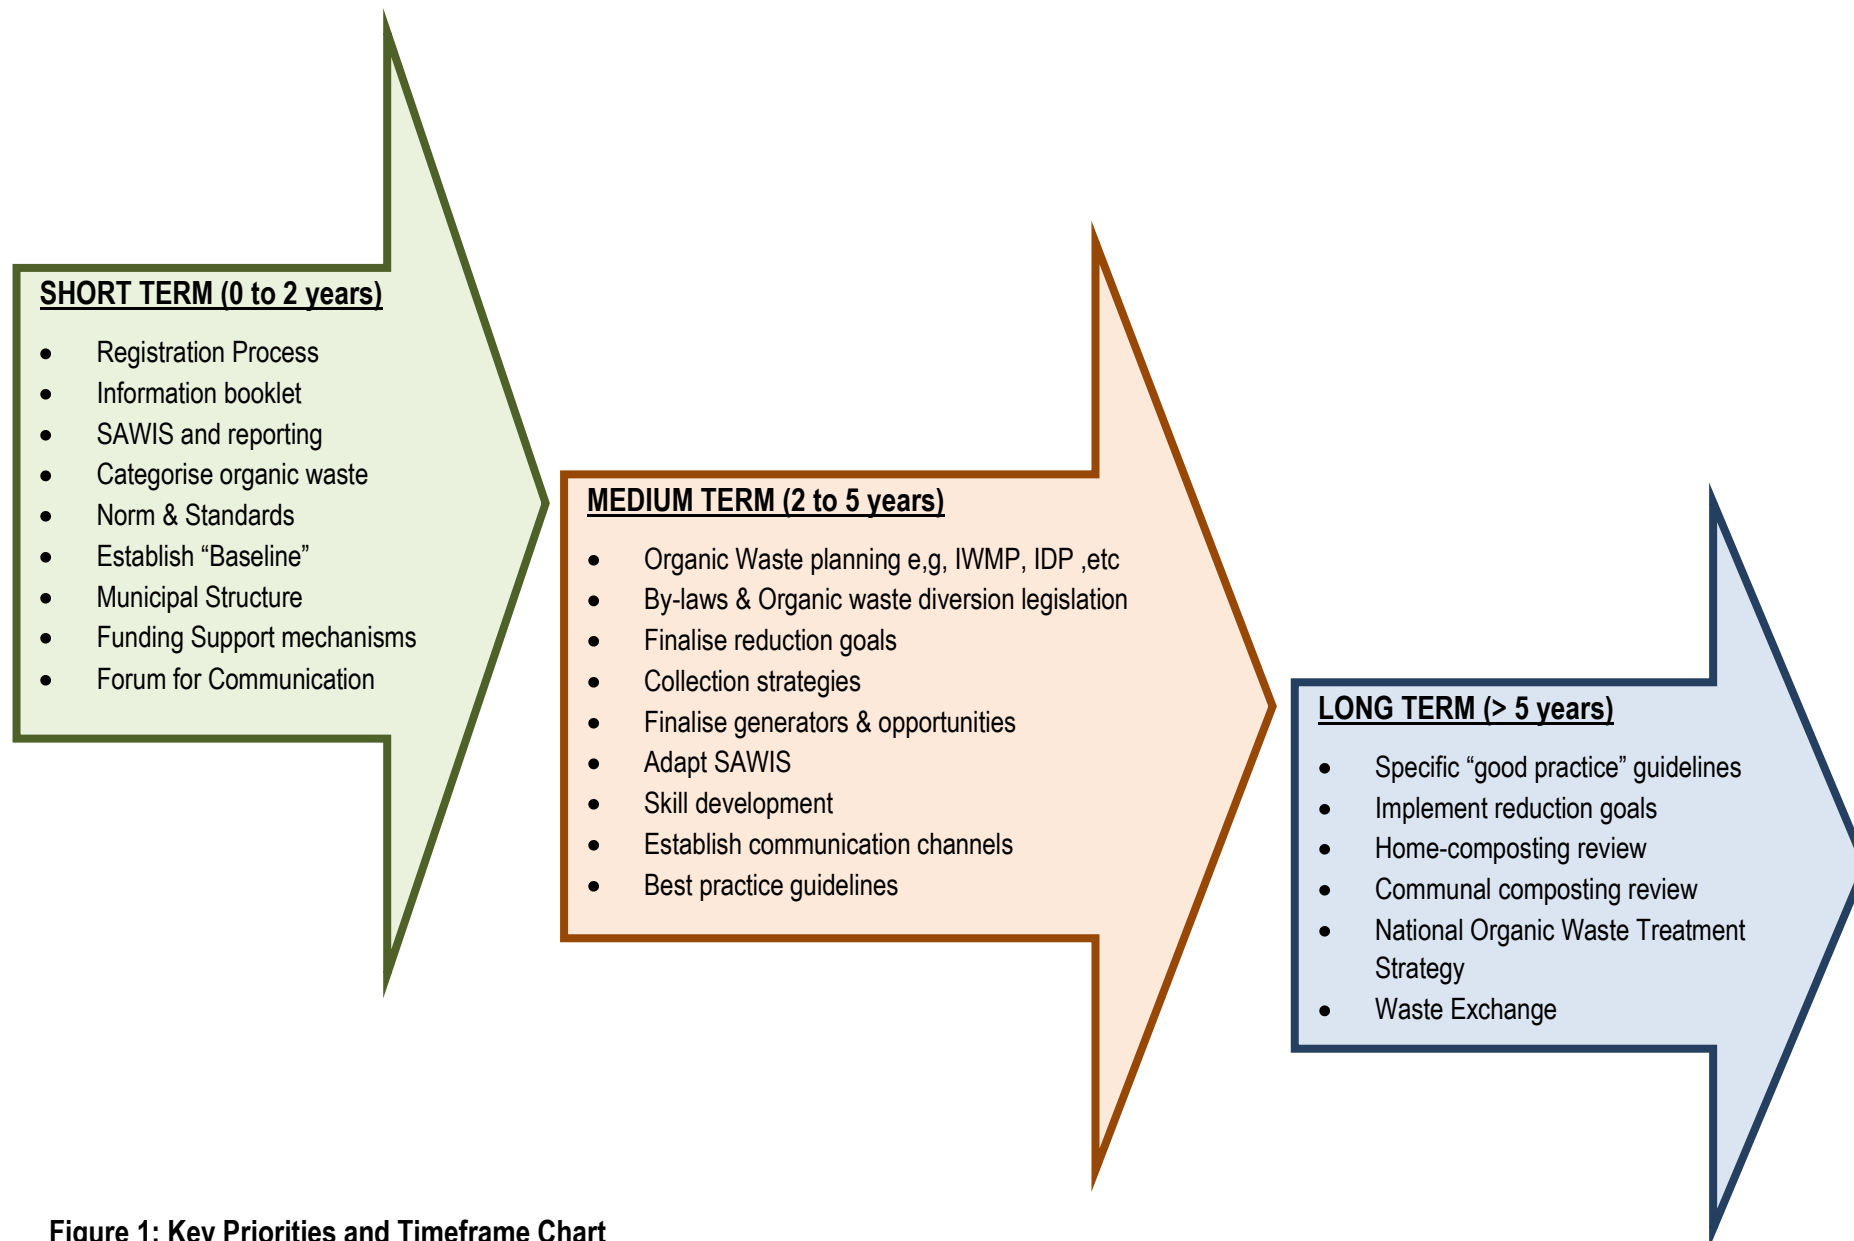 SHORT TERM (0 to 2 years)
• Registration Process
• Information booklet
• SAWIS and reporting
• Categorise organic waste
• Norm & Standards
• Establish “Baseline”
• Municipal Structure
• Funding Support mechanisms
• Forum for Communication
MEDIUM TERM (2 to 5 years)
• Organic Waste planning e,g, IWMP, IDP ,etc
• By-laws & Organic waste diversion legislation
• Finalise reduction goals
• Collection strategies
• Finalise generators & opportunities
• Adapt SAWIS
• Skill development
• Establish communication channels
• Best practice guidelines
LONG TERM (> 5 years)
• Specific “good practice” guidelines
• Implement reduction goals
• Home-composting review
• Communal composting review
• National Organic Waste Treatment
Strategy
• Waste Exchange
Figure 1: Key Priorities and Timeframe Chart